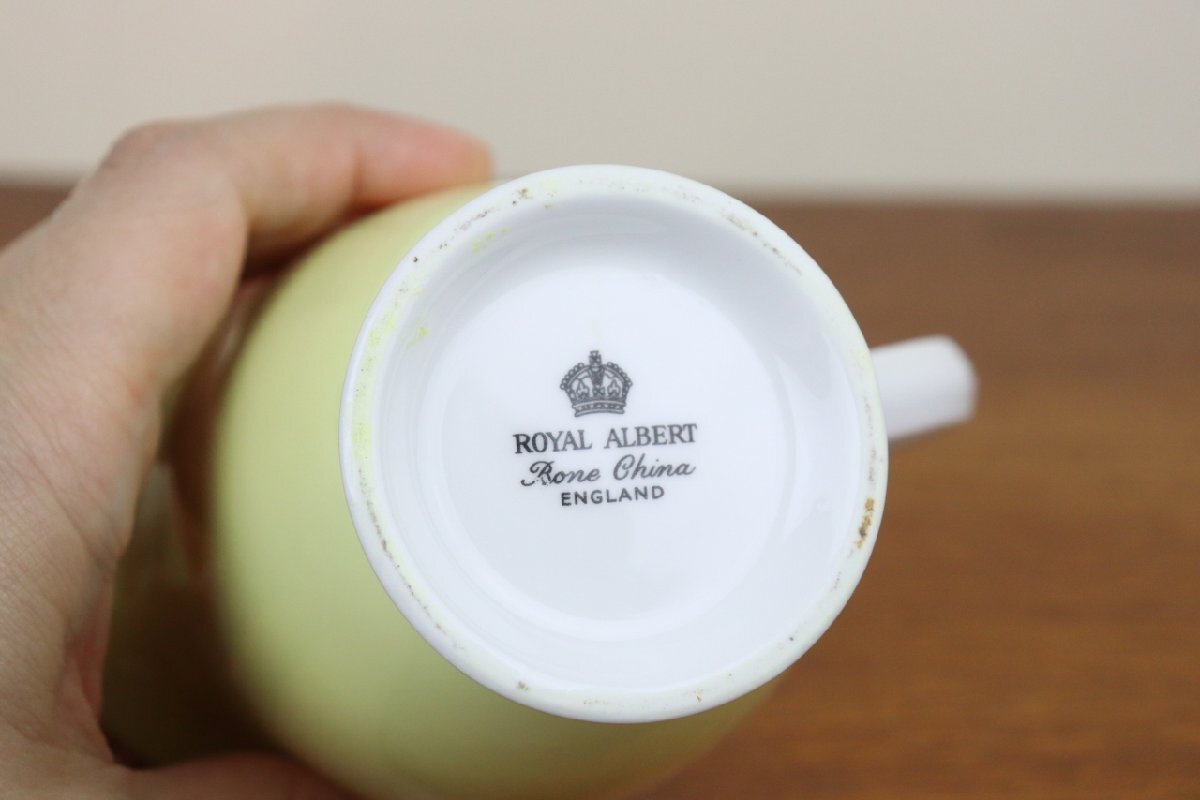 ROYAL ALBERT
Bone China
ENGLAND